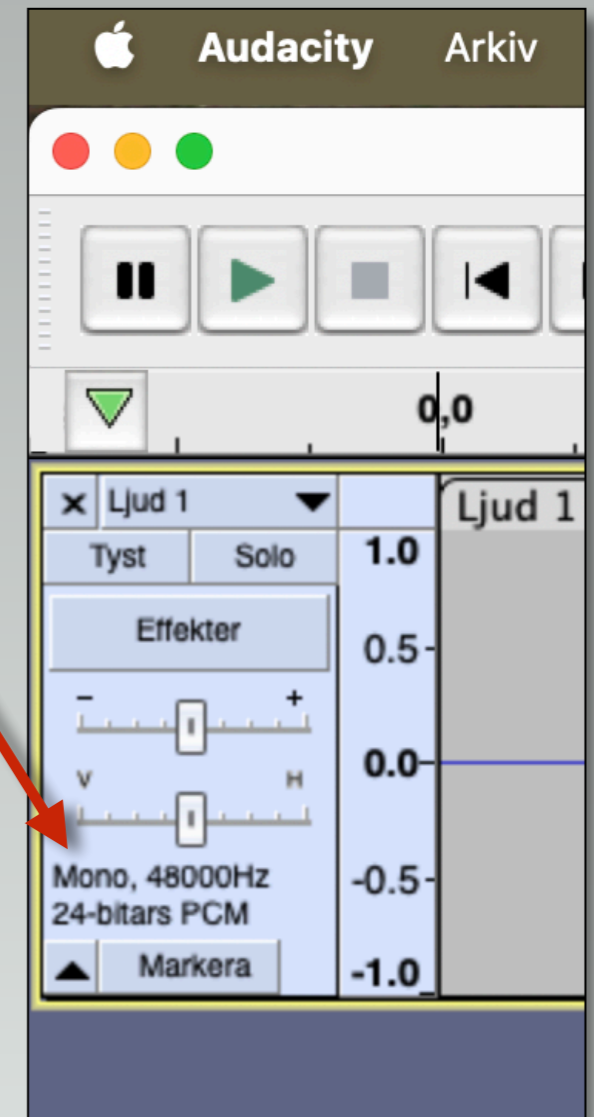 Audacity Arkiv
0,0
× Ljud 1
Ljud 1
Tyst Solo
1.0
Effekter
0.5
- +
0.0
V H
Mono, 48000Hz
-0.5
24-bitars PCM
Markera
-1.0